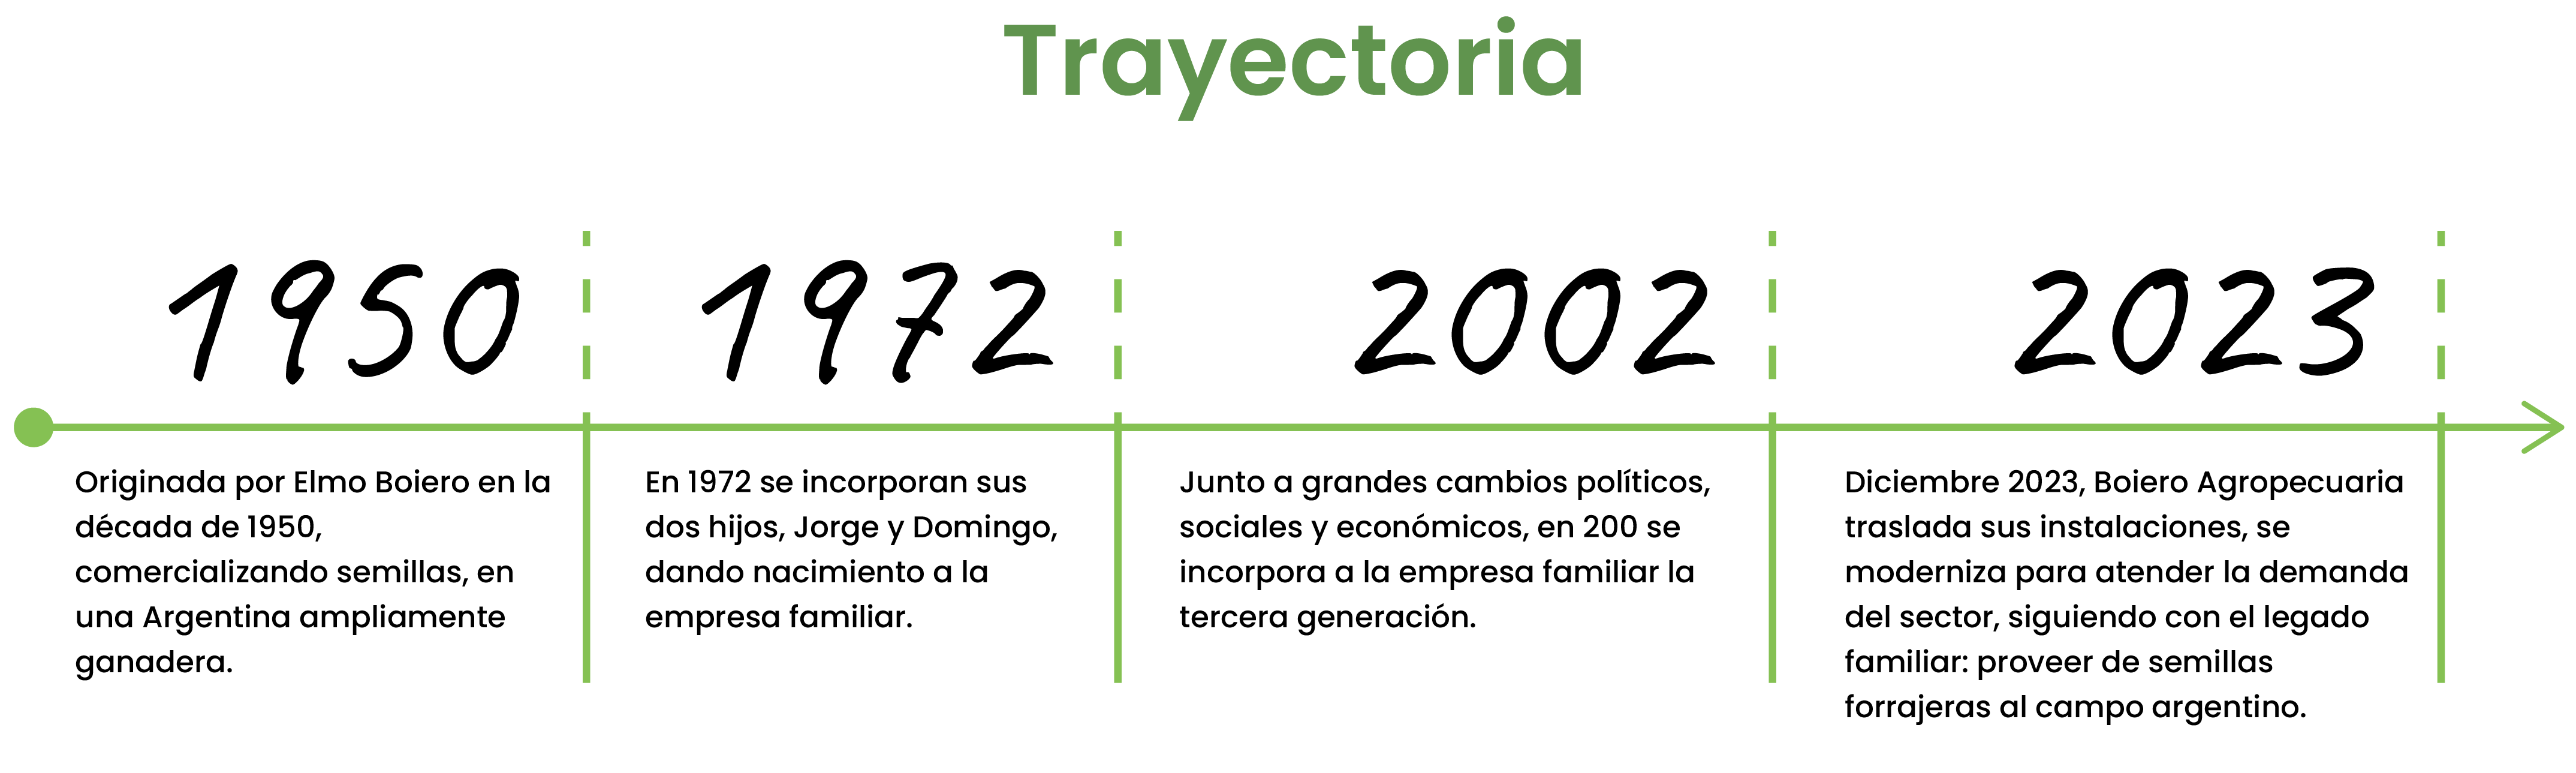 Trayectoria
1950
Originada por Elmo Boiero en la
década de 1950,
comercializando semillas, en
una Argentina ampliamente
ganadera.
1972
En 1972 se incorporan sus
dos hijos, Jorge y Domingo,
dando nacimiento a la
empresa familiar.
2002
Junto a grandes cambios políticos,
sociales y económicos, en 200 se
incorpora a la empresa familiar la
tercera generación.
2023
Diciembre 2023, Boiero Agropecuaria
traslada sus instalaciones, se
moderniza para atender la demanda
del sector, siguiendo con el legado
familiar: proveer de semillas
forrajeras al campo argentino.